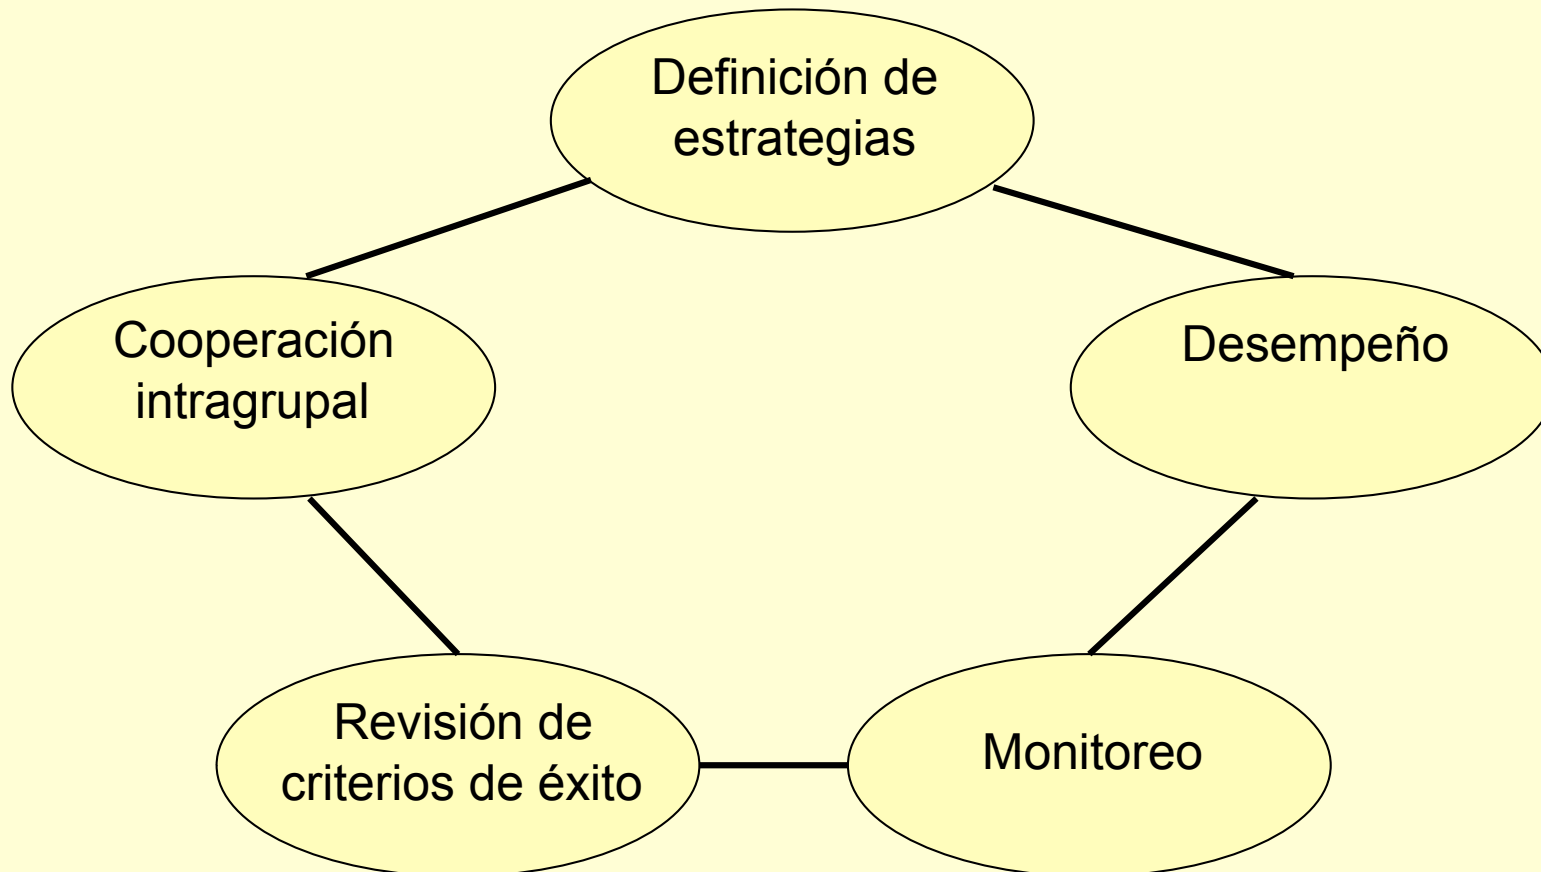 Definición de
estrategias
Cooperación
intragrupal
Desempeño
Revisión de
criterios de éxito
Monitoreo